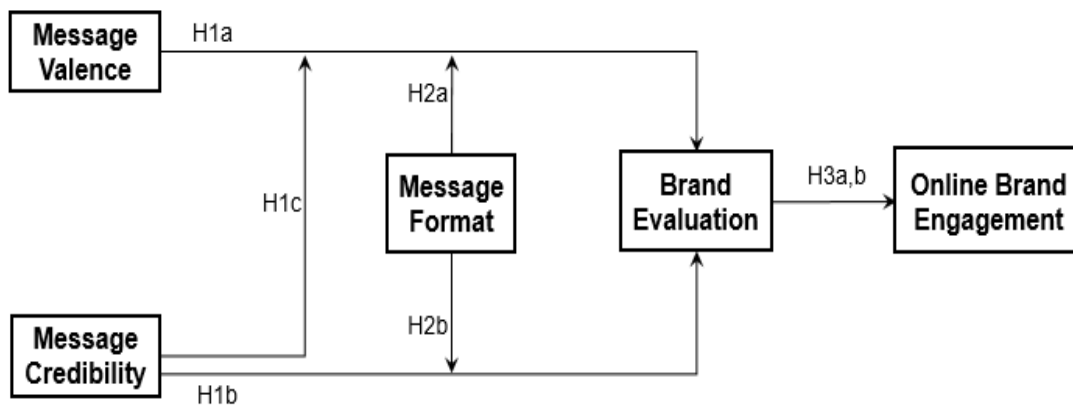 H1a
Message
Valence
H2a
Message
Format
H1c
Brand
Evaluation
H3a,b
Online Brand
Engagement
H2b
Message
Credibility
H1b